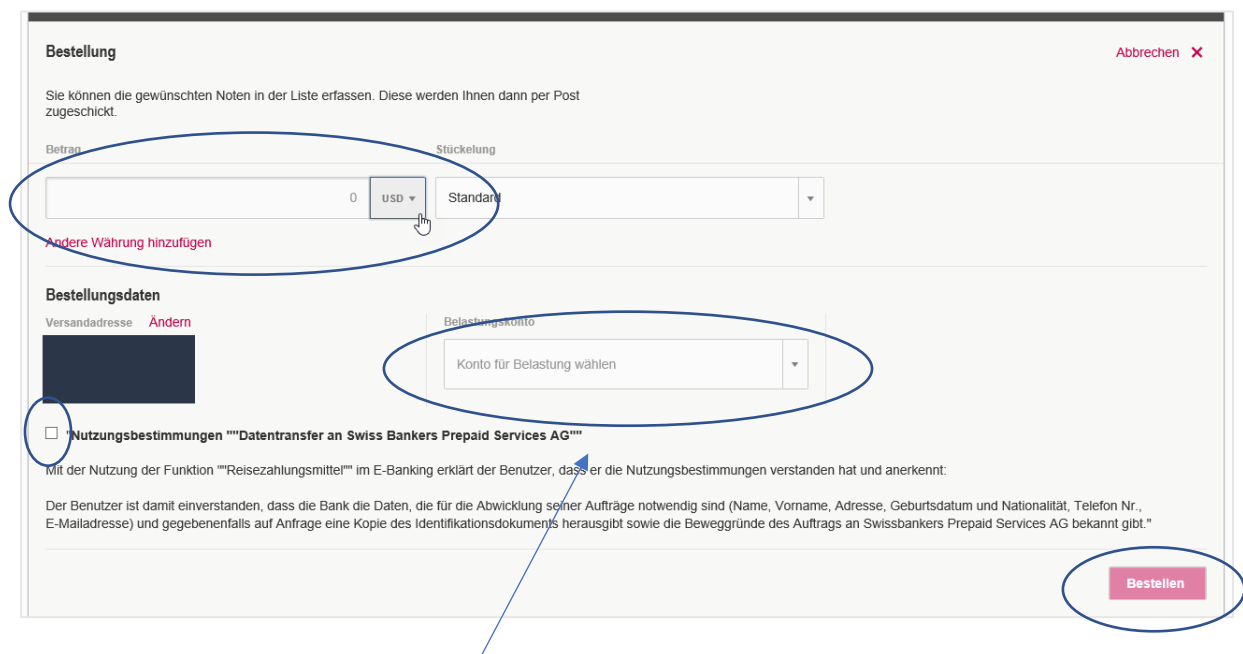 Bestellung
Abbrechen ×
Sie können die gewünschten Noten in der Liste erfassen. Diese werden Ihnen dann per Post
zugeschickt.
Betrag Stückelung
0 USD Standard
Andere Währung hinzufügen
Bestellungsdaten
Versandadresse Ändern Belastungskonto
Konto für Belastung wählen
"Nutzungsbestimmungen ""Datentransfer an Swiss Bankers Prepaid Services AG""
Mit der Nutzung der Funktion ""Reisezahlungsmittel"" im E-Banking erklärt der Benutzer, dass er die Nutzungsbestimmungen verstanden hat und anerkennt:
Der Benutzer ist damit einverstanden, dass die Bank die Daten, die für die Abwicklung seiner Aufträge notwendig sind (Name, Vorname, Adresse, Geburtsdatum und Nationalität, Telefon Nr.,
E-Mailadresse) und gegebenenfalls auf Anfrage eine Kopie des Identifikationsdokuments herausgibt sowie die Beweggründe des Auftrags an Swissbankers Prepaid Services AG bekannt gibt."
Bestellen